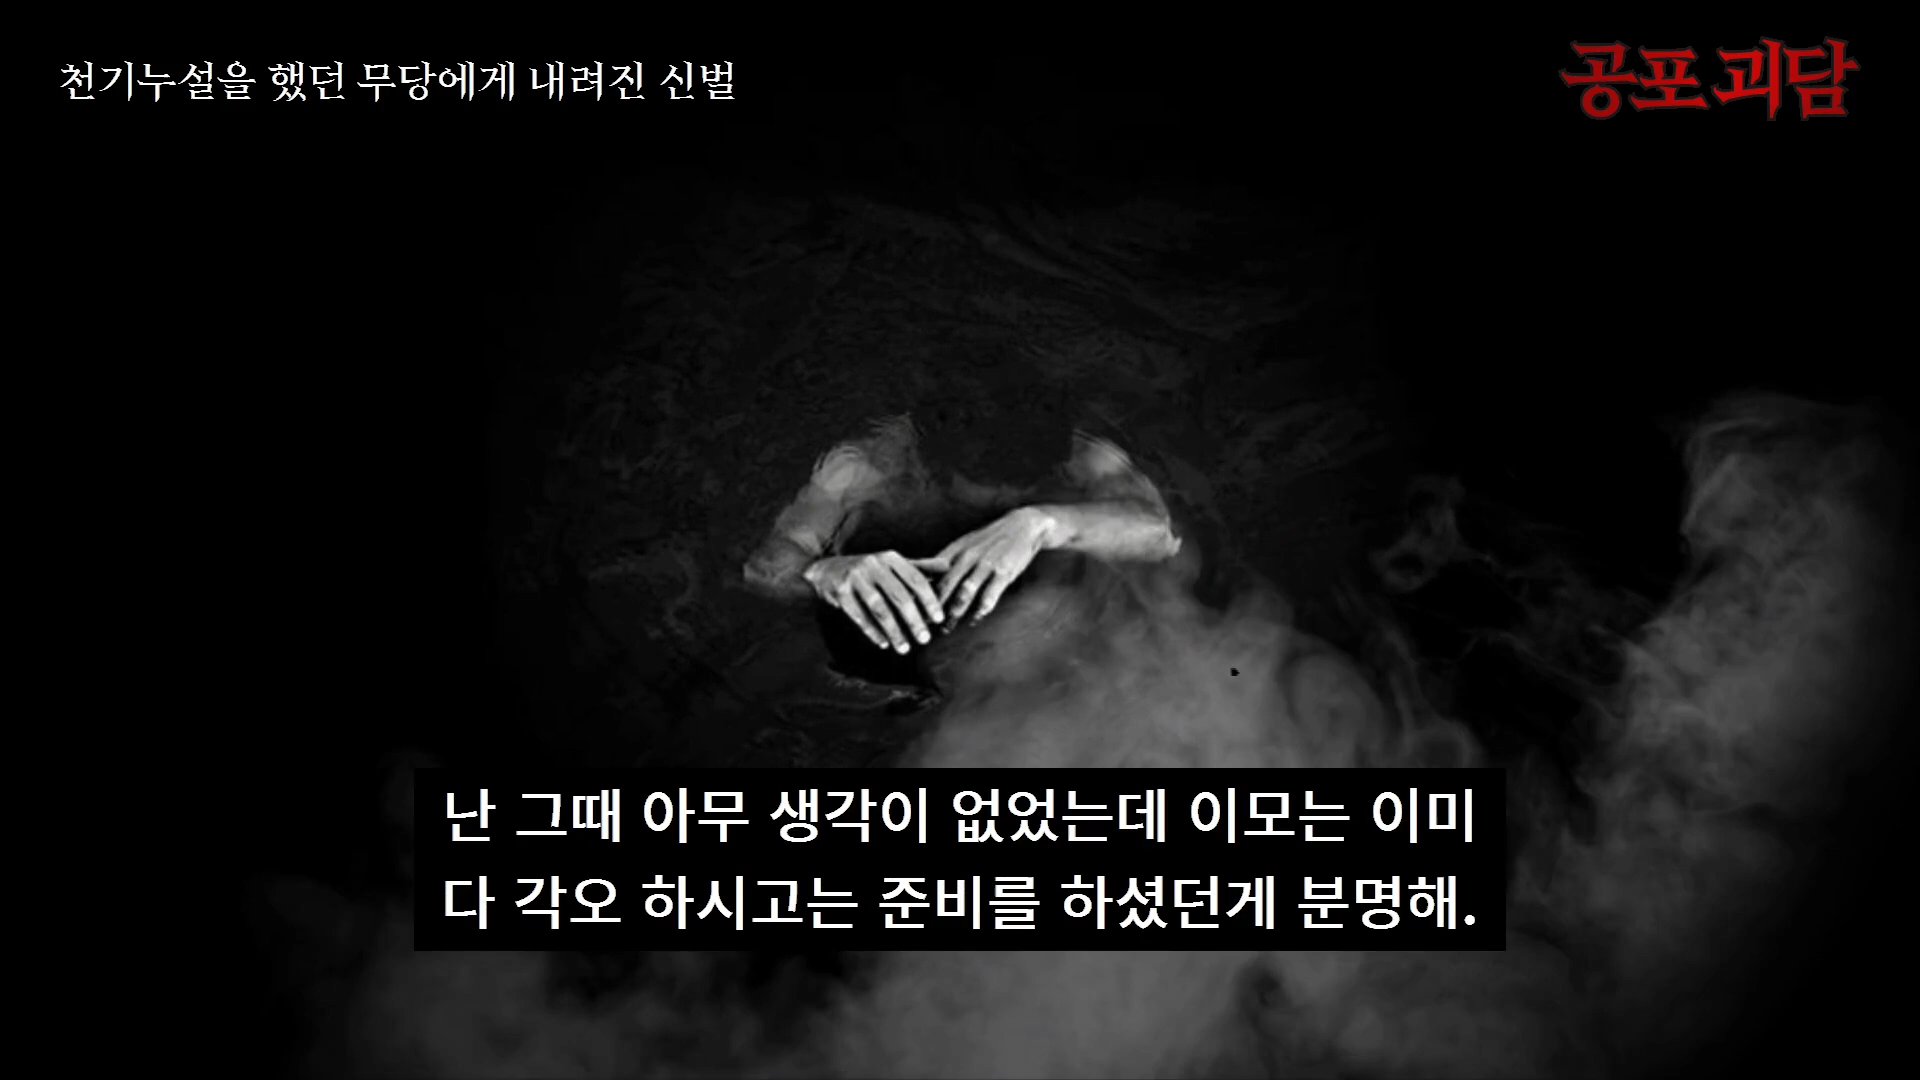 천기누설을 했던 무당에게 내려진 신벌
공포 괴담
난 그때 아무 생각이 없었는데 이모는 이미
다 각오 하시고는 준비를 하셨던게 분명해.